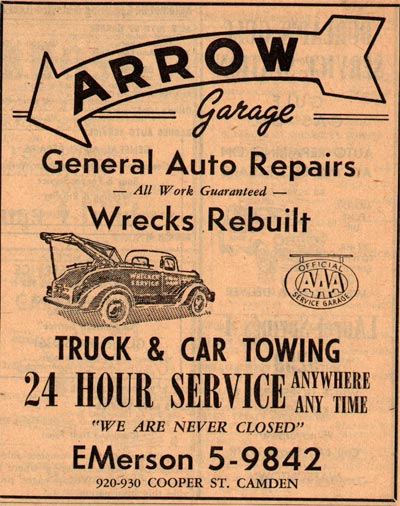 ARROW
Garage
General Auto Repairs
— All Work Guaranteed —
Wrecks Rebuilt
WRECKER
SERVICE
OFFICIAL
AAA
SERVICE GARAGE
TRUCK & CAR TOWING
24 HOUR SERVICE ANYWHERE
ANY TIME
"WE ARE NEVER CLOSED"
EMerson 5-9842
920-930 COOPER ST. CAMDEN